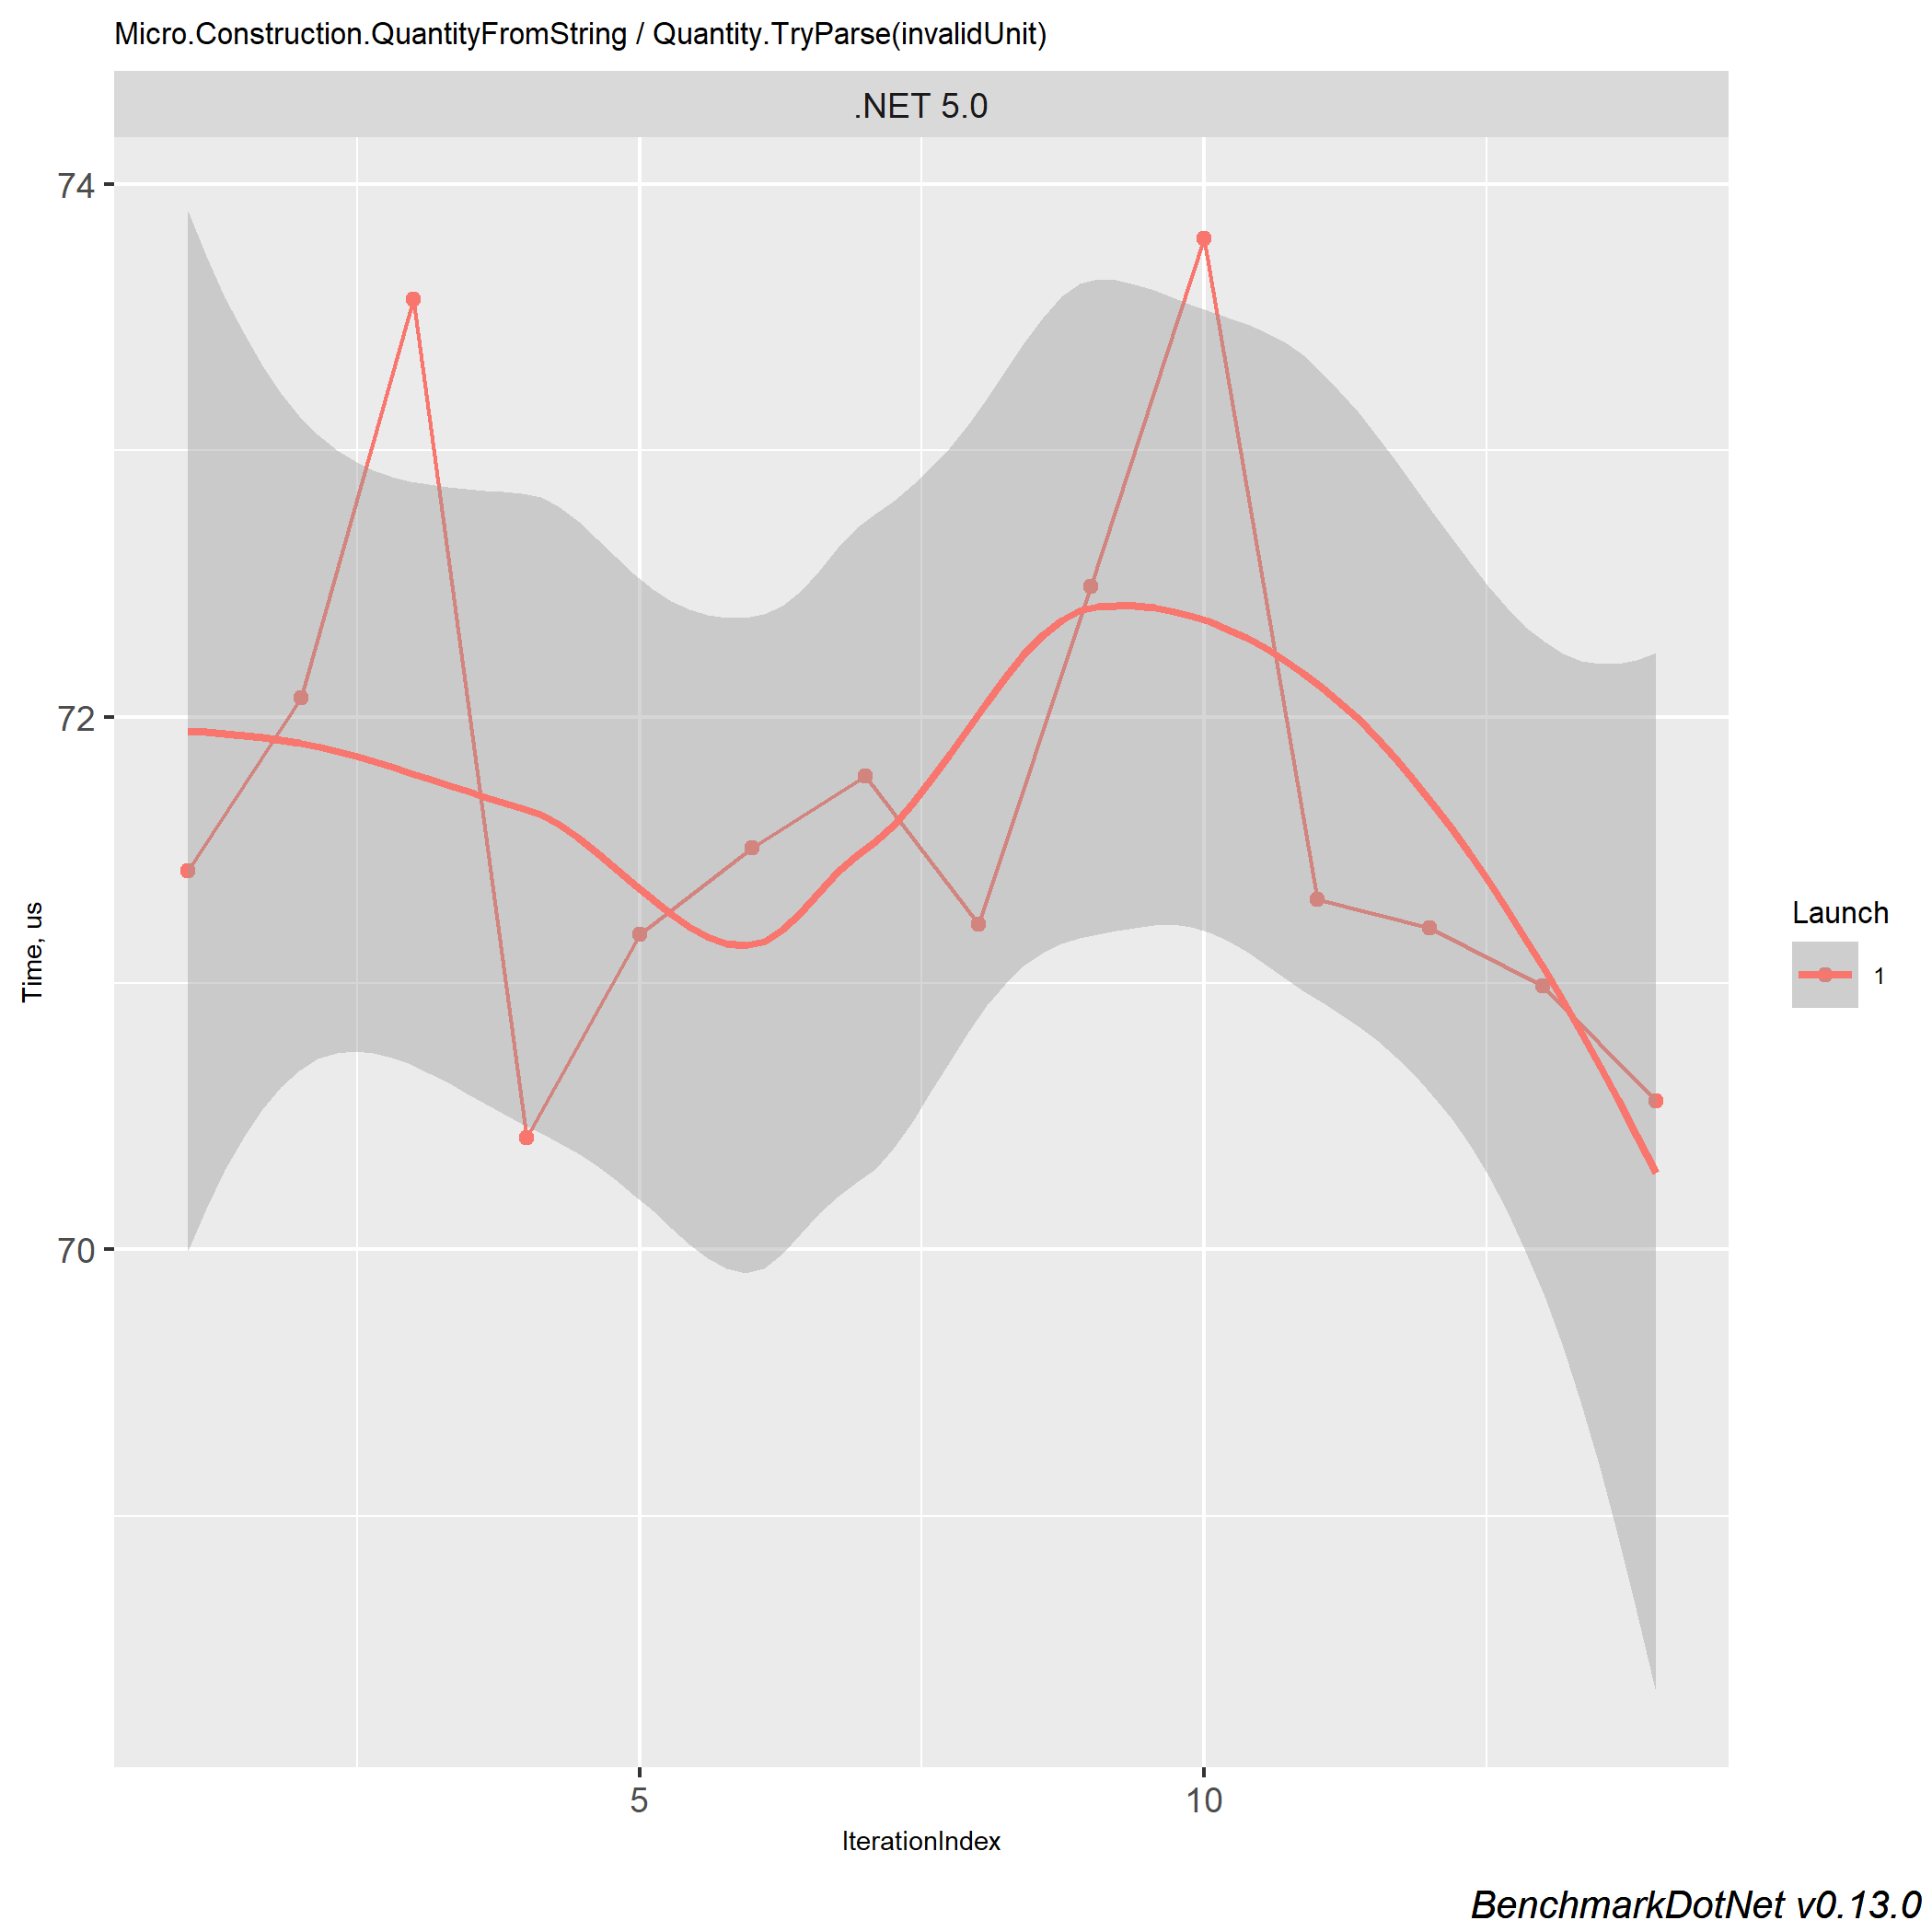 Micro.Construction.QuantityFromString / Quantity.TryParse(invalidUnit)
.NET 5.0
74
72
70
Time, us
5
10
IterationIndex
Launch
1
BenchmarkDotNet v0.13.0